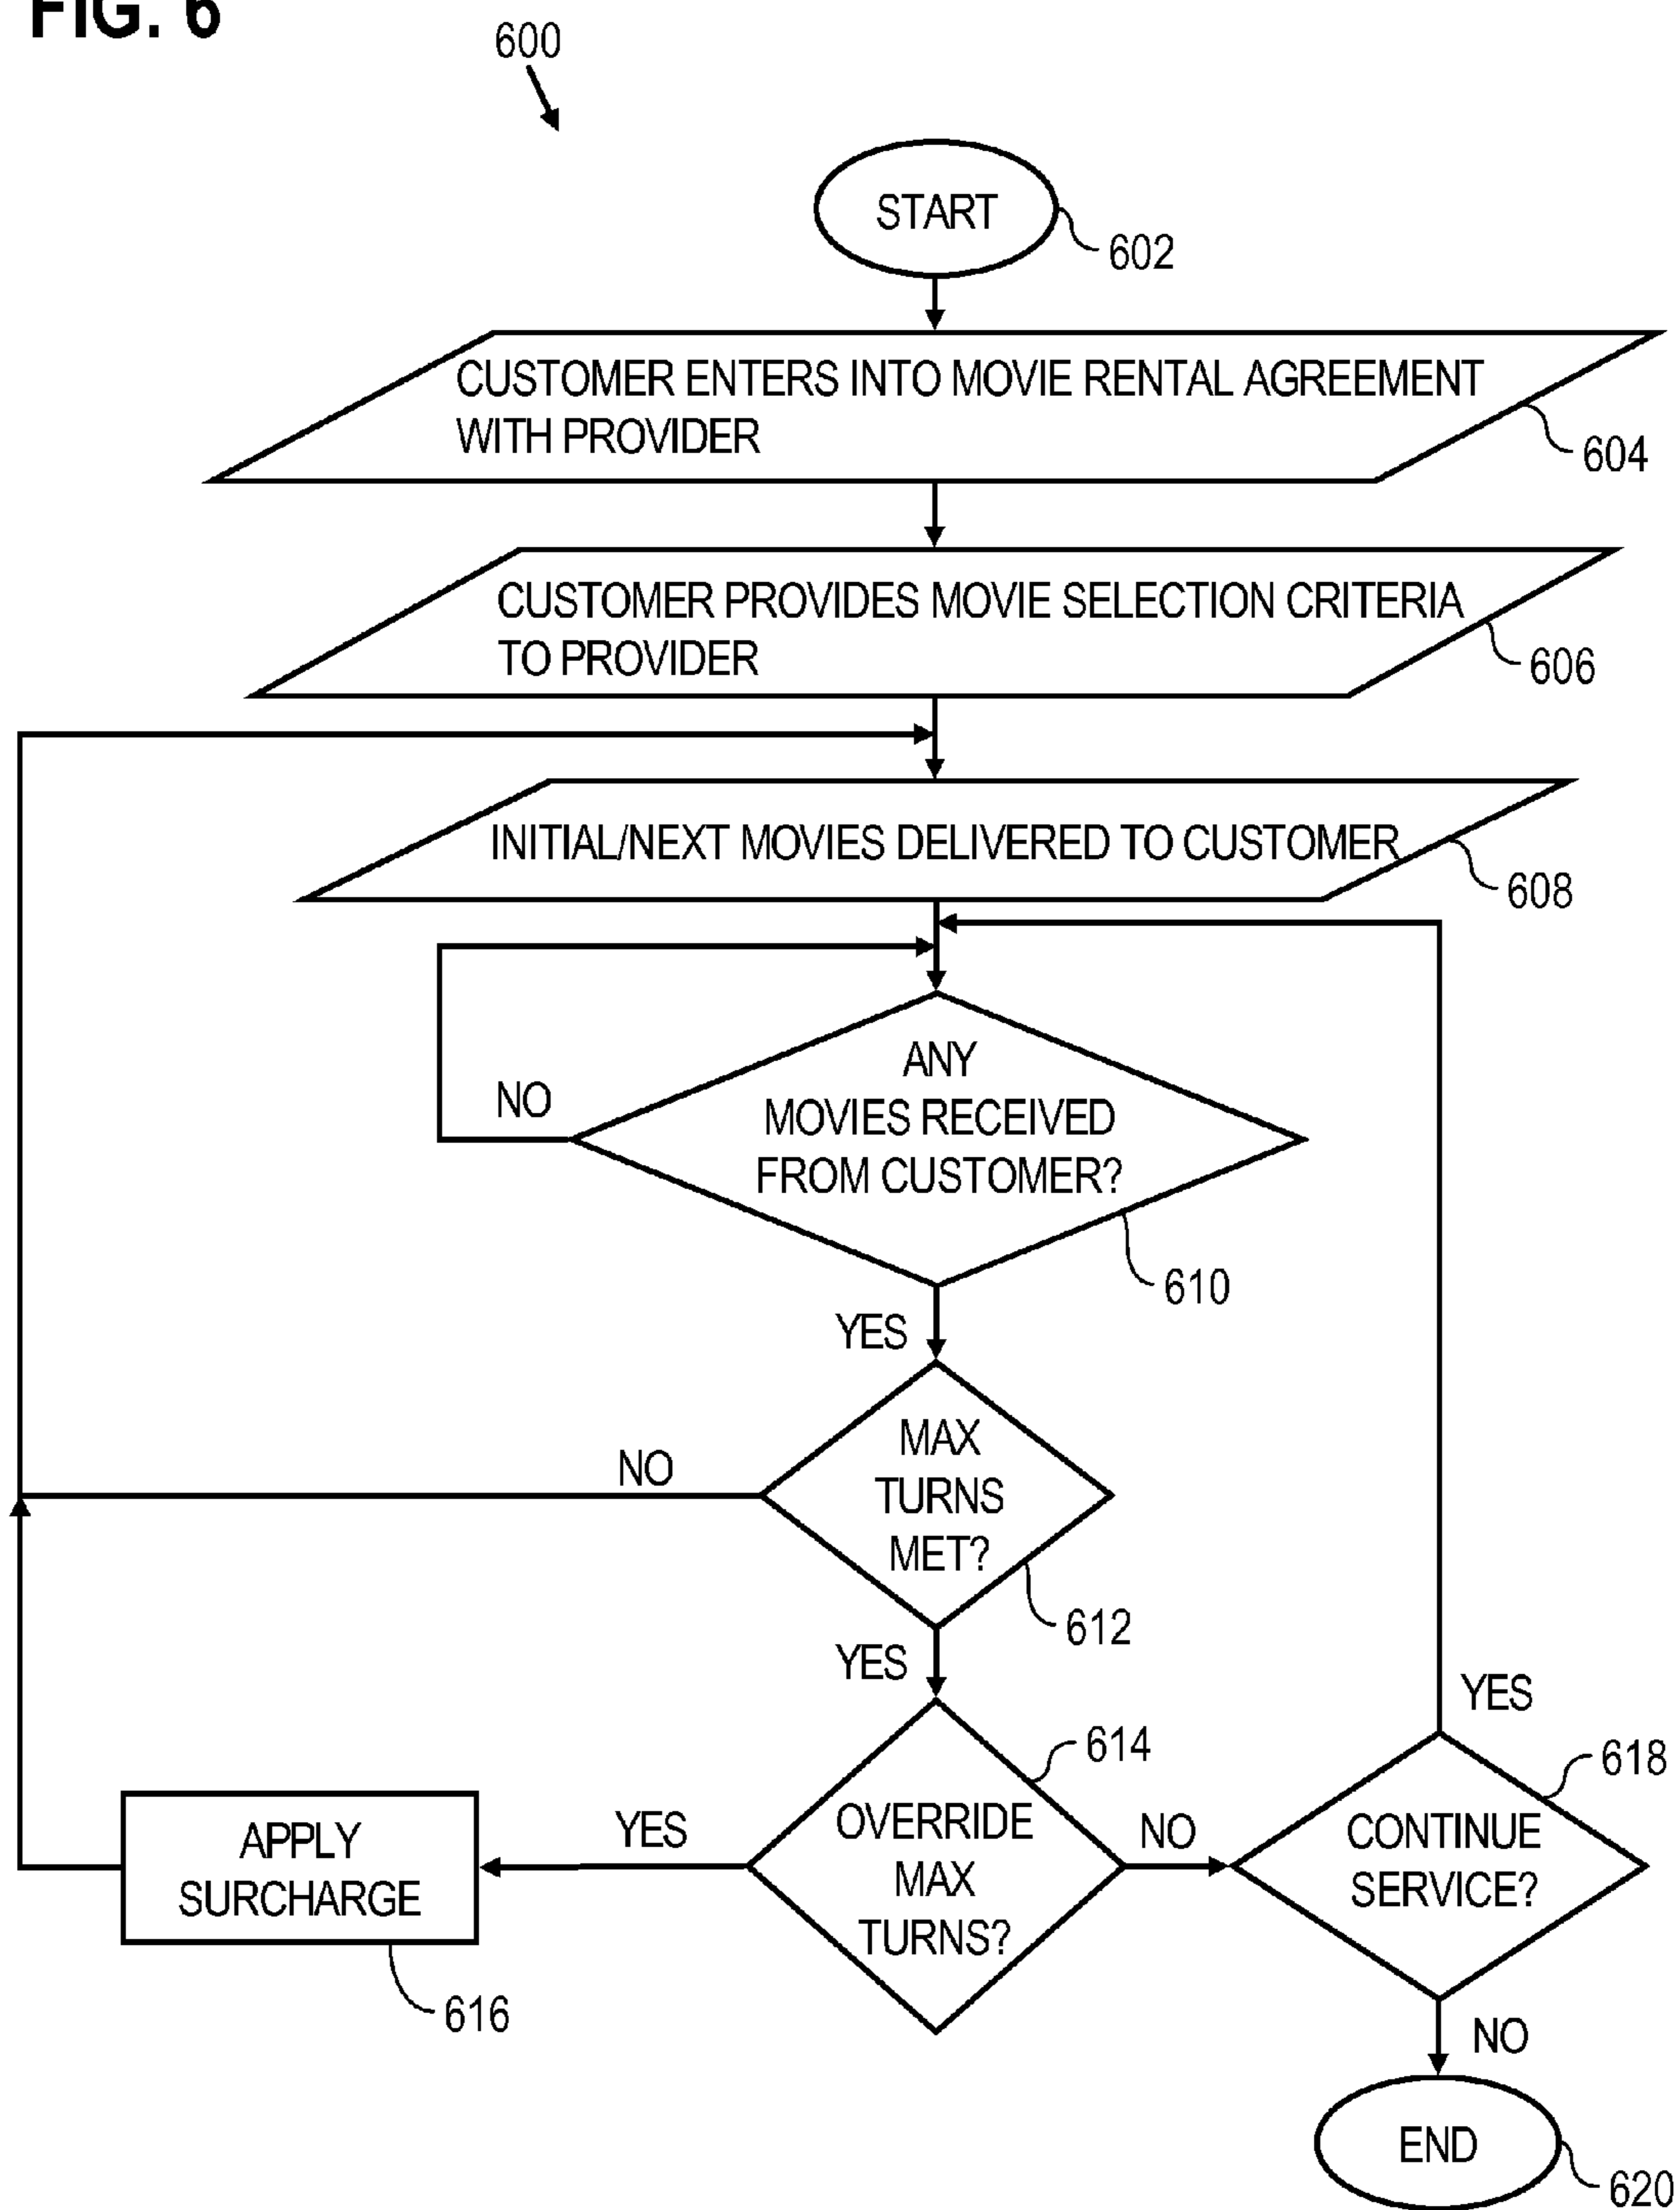 FIG. 6
600
START
602
CUSTOMER ENTERS INTO MOVIE RENTAL AGREEMENT
WITH PROVIDER
604
CUSTOMER PROVIDES MOVIE SELECTION CRITERIA
TO PROVIDER
606
INITIAL/NEXT MOVIES DELIVERED TO CUSTOMER
608
ANY
MOVIES RECEIVED
FROM CUSTOMER?
NO
610
YES
MAX
TURNS
MET?
NO
612
YES
614
OVERRIDE
MAX
TURNS?
YES
NO
APPLY
SURCHARGE
616
YES
618
CONTINUE
SERVICE?
NO
END
620